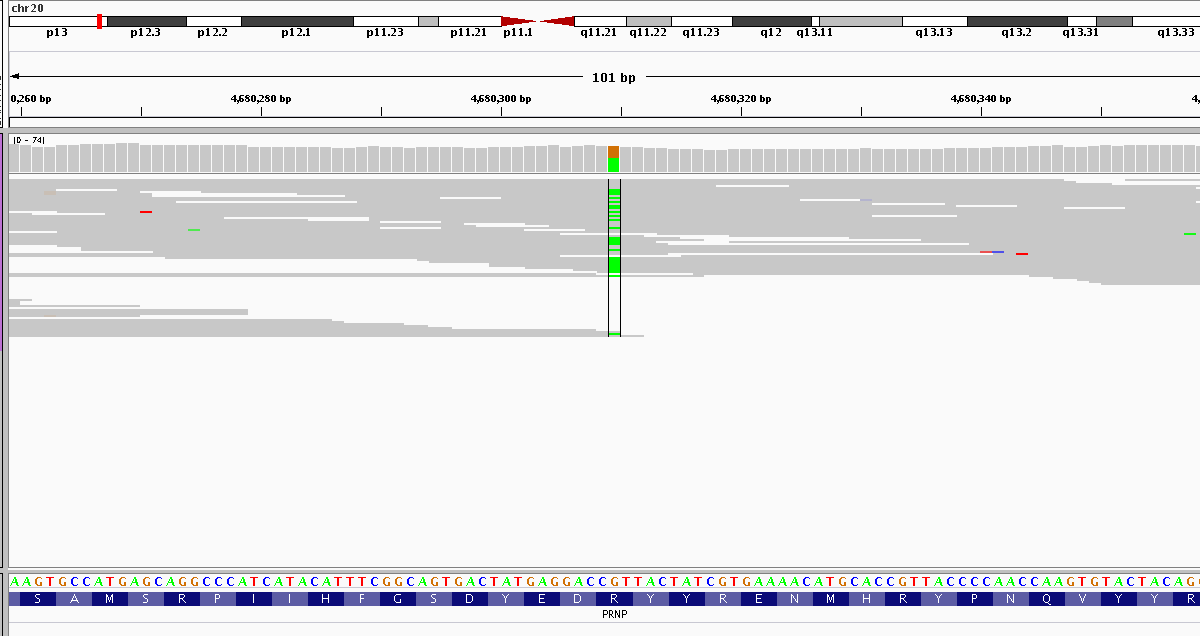 chr20
p13 p12.3 p12.2 p12.1 p11.23 p11.21 p11.1 q11.21 q11.22 q11.23 q12 q13.11 q13.13 q13.2 q13.31 q13.33
101 bp
0,260 bp 4,680,280 bp 4,680,300 bp 4,680,320 bp 4,680,340 bp 4,
[0 - 74]
AAGTGCCATGAGCAGGCCCATCATACATTTCGGCAGTGACTATGAGGACCGTTACTATCGTGAAAACATGCACCGTTACCCCAACCAAGTGTACTACAG
S A M S R P I I H F G S D Y E D R Y Y R E N M H R Y P N Q V Y Y R
PRNP